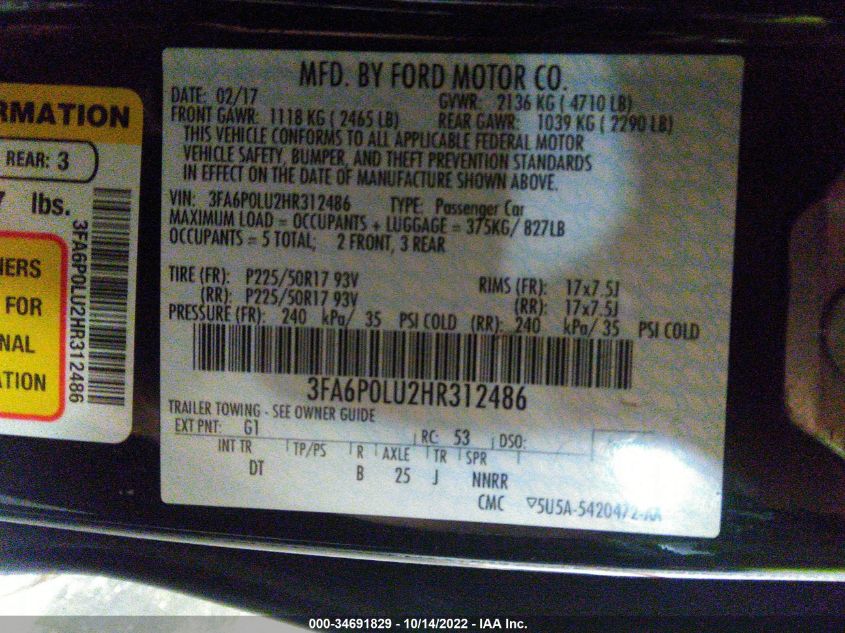 MFD. BY FORD MOTOR CO.
DATE: 02/17 GVWR: 2136 KG ( 4710 LB)
FRONT GAWR: 1118 KG ( 2465 LB) REAR GAWR: 1039 KG ( 2290 LB)
THIS VEHICLE CONFORMS TO ALL APPLICABLE FEDERAL MOTOR
VEHICLE SAFETY, BUMPER, AND THEFT PREVENTION STANDARDS
IN EFFECT ON THE DATE OF MANUFACTURE SHOWN ABOVE.
VIN: 3FA6P0LU2HR312486 TYPE: Passenger Car
MAXIMUM LOAD = OCCUPANTS + LUGGAGE = 375KG/ 827LB
OCCUPANTS = 5 TOTAL; 2 FRONT, 3 REAR
TIRE (FR): P225/50R17 93V RIMS (FR): 17x7.5J
(RR): P225/50R17 93V (RR): 17x7.5J
PRESSURE (FR): 240 kPa/ 35 PSI COLD (RR): 240 kPa/ 35 PSI COLD
3FA6P0LU2HR312486
TRAILER TOWING - SEE OWNER GUIDE
EXT PNT: G1 RC: 53 DSO:
INT TR TP/PS R AXLE TR SPR
DT B 25 J NNRR
CMC ▽5U5A-5420472-AA
RMATION
REAR: 3
7 lbs.
3FA6P0LU2HR312486
NERS
FOR
NAL
ATION
000-34691829 - 10/14/2022 - IAA Inc.